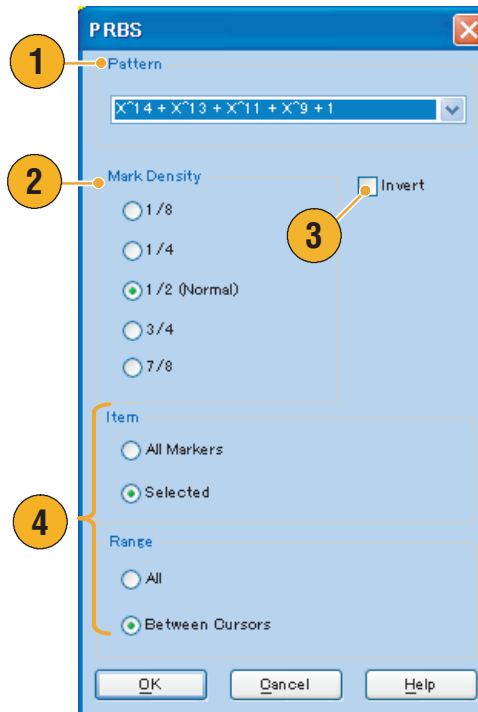 PRBS
1
Pattern
X^14 + X^13 + X^11 + X^9 + 1
2
Mark Density
Invert
3
1/8
1/4
1/2 (Normal)
3/4
7/8
4
Item
All Markers
Selected
Range
All
Between Cursors
OK
Cancel
Help